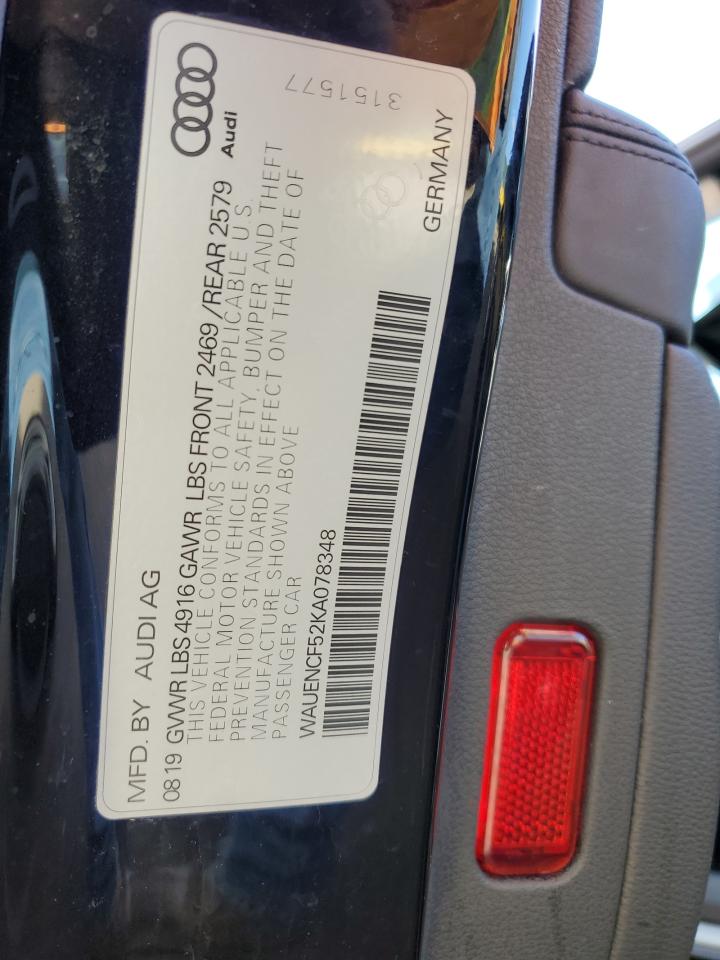 MFD. BY AUDI AG
Audi
08 19 GVWR LBS 4916 GAWR LBS FRONT 2469 /REAR 2579
THIS VEHICLE CONFORMS TO ALL APPLICABLE U S.
FEDERAL MOTOR VEHICLE SAFETY, BUMPER AND THEFT
PREVENTION STANDARDS IN EFFECT ON THE DATE OF
MANUFACTURE SHOWN ABOVE
PASSENGER CAR
WAUENCF52KA078348
GERMANY
3151577